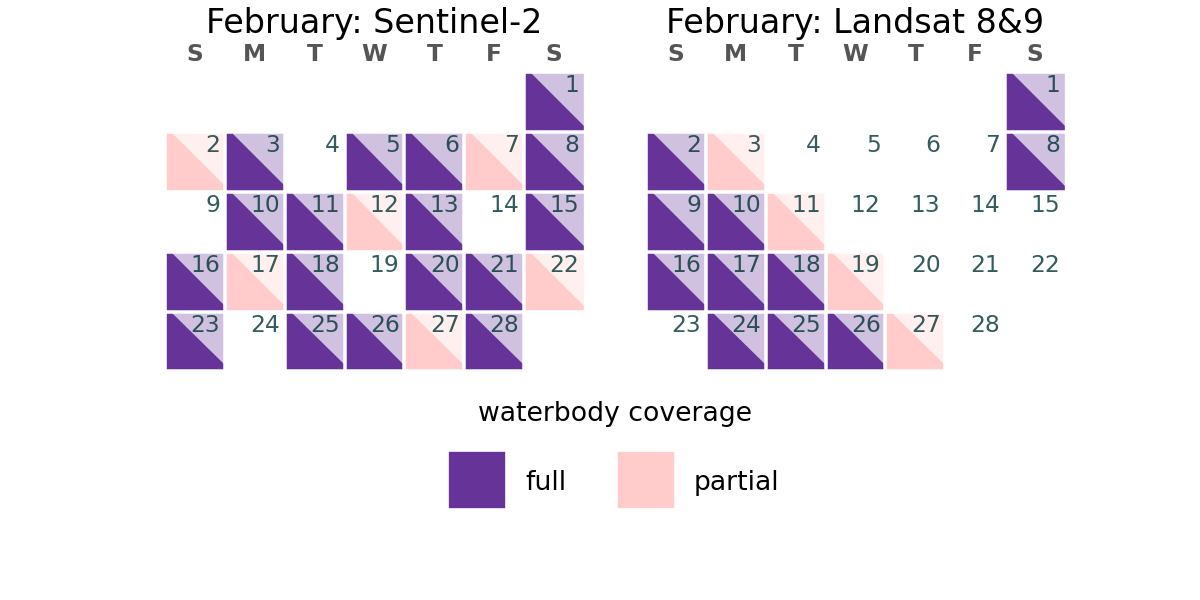 February: Sentinel-2
S M T W T F S
1
2 3 4 5 6 7 8
9 10 11 12 13 14 15
16 17 18 19 20 21 22
23 24 25 26 27 28
February: Landsat 8&9
S M T W T F S
1
2 3 4 5 6 7 8
9 10 11 12 13 14 15
16 17 18 19 20 21 22
23 24 25 26 27 28
waterbody coverage
full partial